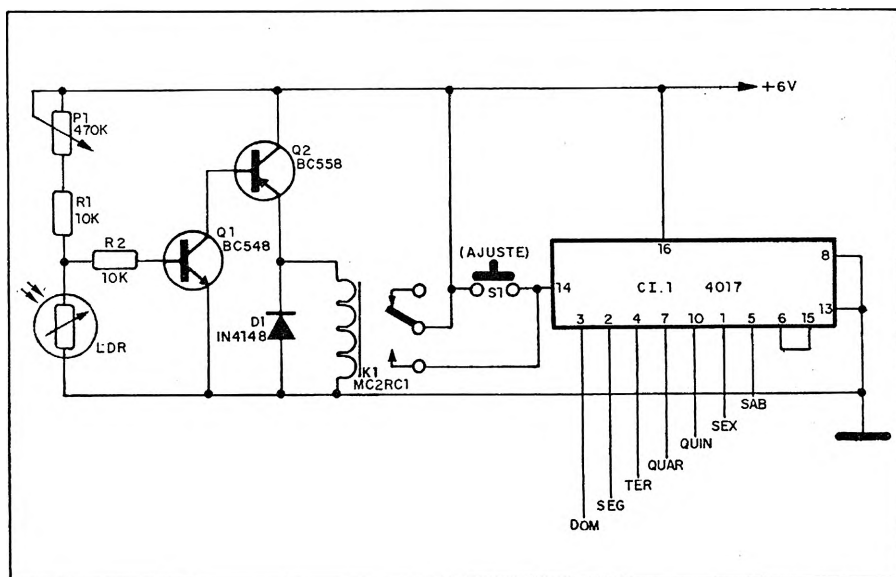 +6V
P1
470K
Q2
BC558
R1
10K
R2
10K
Q1
BC548
(AJUSTE)
S1
16
14
CI.1 4017
8
13
3 2 4 7 10 1 5 6 15
LDR
D1
IN4148
K1
MC2RC1
SAB
SEX
QUIN
QUAR
TER
SEG
DOM